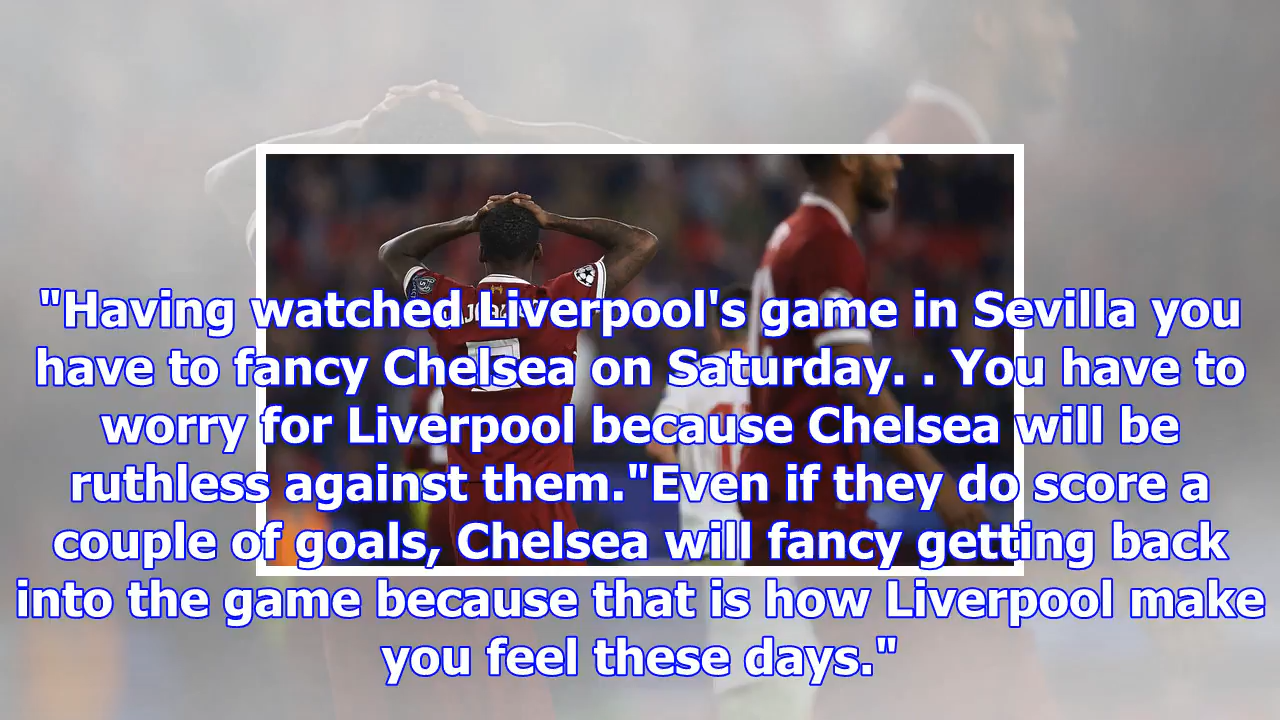 "Having watched Liverpool's game in Sevilla you
have to fancy Chelsea on Saturday. . You have to
worry for Liverpool because Chelsea will be
ruthless against them."Even if they do score a
couple of goals, Chelsea will fancy getting back
into the game because that is how Liverpool make
you feel these days."
5